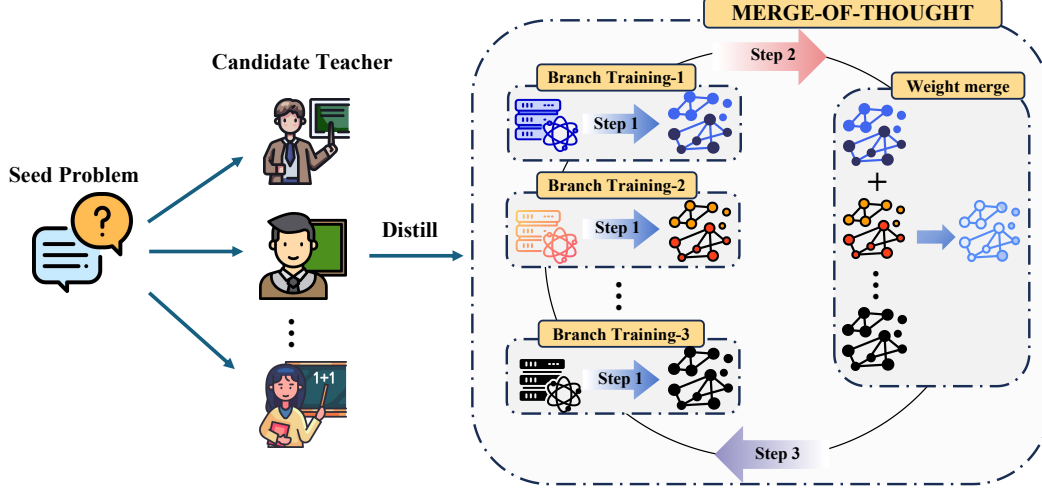 MERGE-OF-THOUGHT
Step 2
Candidate Teacher
Branch Training-1
Weight merge
Step 1
Seed Problem
?
Branch Training-2
+
Distill
Step 1
Branch Training-3
1+1
Step 1
Step 3